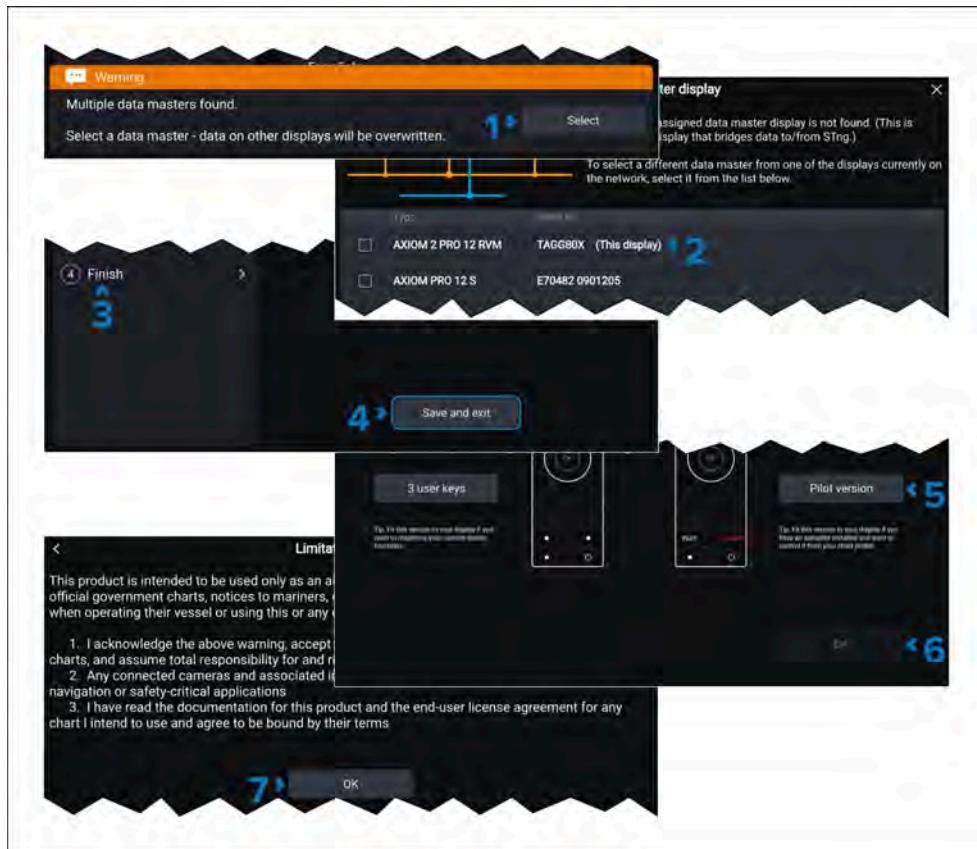 Warning
Multiple data masters found.
Select a data master - data on other displays will be overwritten.
1
Select
ter display
assigned data master display is not found. (This is
isplay that bridges data to/from STng.)
To select a different data master from one of the displays currently on
the network, select it from the list below.
AXIOM 2 PRO 12 RVM TAGG80X (This display)
2
AXIOM PRO 12 S E70482 0901205
4 Finish
3
4
Save and exit
3 user keys
Pilot version
5
6
Limitat
This product is intended to be used only as an a
official government charts, notices to mariners,
when operating their vessel or using this or any
1. I acknowledge the above warning, accept
charts, and assume total responsibility for and ri
2. Any connected cameras and associated i
navigation or safety-critical applications
3. I have read the documentation for this product and the end-user license agreement for any
chart I intend to use and agree to be bound by their terms
7
OK